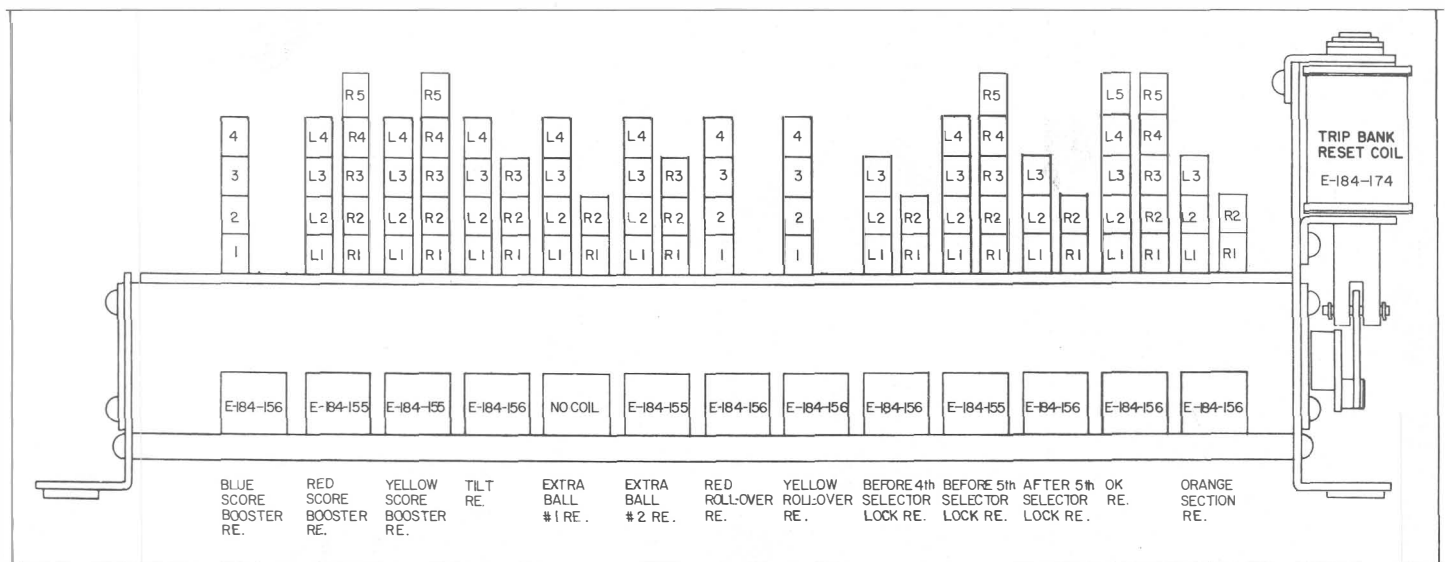 R5 R5 R5 L5 R5
4 L4 R4 L4 R4 L4 L4 L4 4 4 L4 R4 L4 R4
3 L3 R3 L3 R3 L3 R3 L3 L3 R3 3 3 L3 L3 R3 L3 L3 R3 L3
2 L2 R2 L2 R2 L2 R2 L2 R2 L2 R2 2 2 L2 R2 L2 R2 L2 R2 L2 R2 L2 R2
1 L1 R1 L1 R1 L1 R1 L1 R1 L1 R1 1 1 L1 R1 L1 R1 L1 R1 L1 R1 L1 R1
TRIP BANK
RESET COIL
E-184-174
E-184-156 E-184-155 E-184-155 E-184-156 NO COIL E-184-155 E-184-156 E-184-156 E-184-156 E-184-155 E-184-156 E-184-156 E-184-156
BLUE
SCORE
BOOSTER
RE.
RED
SCORE
BOOSTER
RE.
YELLOW
SCORE
BOOSTER
RE.
TILT
RE.
EXTRA
BALL
#1 RE.
EXTRA
BALL
#2 RE.
RED
ROLL-OVER
RE.
YELLOW
ROLL-OVER
RE.
BEFORE 4th
SELECTOR
LOCK RE.
BEFORE 5th
SELECTOR
LOCK RE.
AFTER 5th
SELECTOR
LOCK RE.
OK
RE.
ORANGE
SECTION
RE.